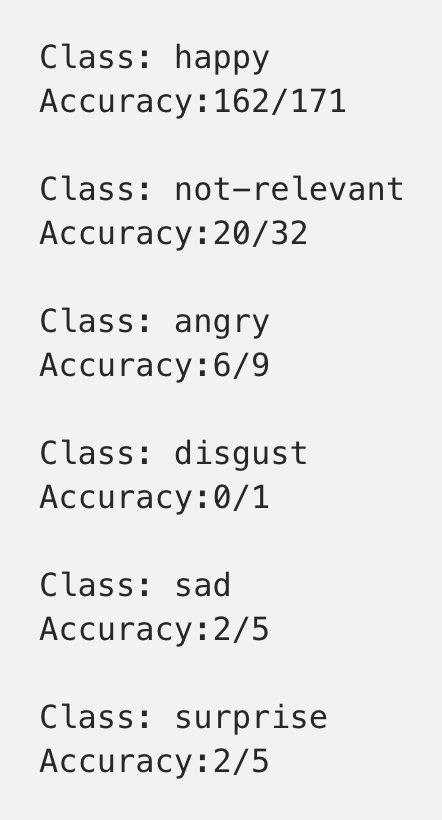 Class: happy
Accuracy:162/171
Class: not-relevant
Accuracy:20/32
Class: angry
Accuracy:6/9
Class: disgust
Accuracy:0/1
Class: sad
Accuracy:2/5
Class: surprise
Accuracy:2/5